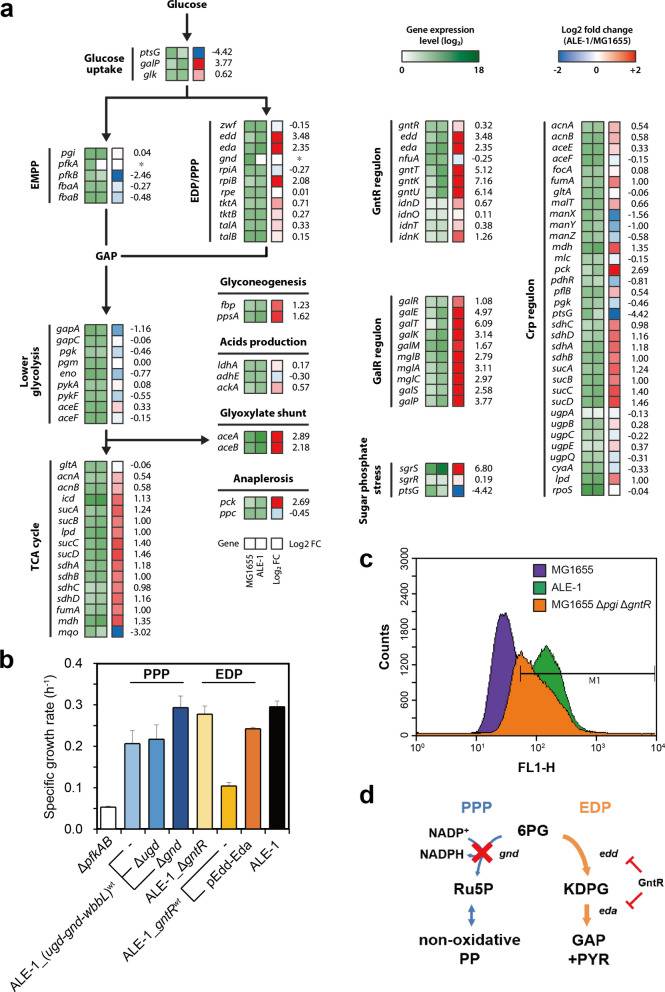 a
Glucose
Glucose uptake
ptsG -4.42
galP 3.77
glk 0.62
Gene expression level (log₂)
0 18
Log2 fold change (ALE-1/MG1655)
-2 0 +2
EMPP
pgi 0.04
pfkA *
pfkB -2.46
fbaA -0.27
fbaB -0.48
EDP/PPP
zwf -0.15
edd 3.48
eda 2.35
gnd *
rpiA -0.27
rpiB 2.08
rpe 0.01
tktA 0.71
tktB 0.27
talA 0.33
talB 0.15
GAP
Lower glycolysis
gapA -1.16
gapC -0.06
pgk -0.46
pgm 0.00
eno -0.77
pykA 0.08
pykF -0.55
aceE 0.33
aceF -0.15
TCA cycle
gltA -0.06
acnA 0.54
acnB 0.58
icd 1.13
sucA 1.24
sucB 1.00
lpd 1.00
sucC 1.40
sucD 1.46
sdhA 1.18
sdhB 1.00
sdhC 0.98
sdhD 1.16
fumA 1.00
mdh 1.35
mqo -3.02
Glyconeogenesis
fbp 1.23
ppsA 1.62
Acids production
ldhA 0.17
adhE -0.30
ackA 0.57
Glyoxylate shunt
aceA 2.89
aceB 2.18
Anaplerosis
pck 2.69
ppc -0.45
Gene Log2 FC
MG1655
ALE-1
Log₂ FC
GntR regulon
gntR 0.32
edd 3.48
eda 2.35
nfuA -0.25
gntT 5.12
gntK 7.16
gntU 6.14
idnD 0.67
idnO 0.11
idnT 0.38
idnK 1.26
GalR regulon
galR 1.08
galE 4.97
galT 6.09
galK 3.14
galM 1.67
mglB 2.79
mglA 3.11
mglC 2.97
galS 2.58
galP 3.77
Sugar phosphate stress
sgrS 6.80
sgrR 0.19
ptsG -4.42
Crp regulon
acnA 0.54
acnB 0.58
aceE 0.33
aceF -0.15
focA 0.08
fumA 1.00
gltA -0.06
malT 0.66
manX -1.56
manY -1.00
manZ -0.58
mdh 1.35
mlc -0.15
pck 2.69
pdhR -0.81
pflB 0.54
pgk -0.46
ptsG -4.42
sdhC 0.98
sdhD 1.16
sdhA 1.18
sdhB 1.00
sucA 1.24
sucB 1.00
sucC 1.40
sucD 1.46
ugpA -0.13
ugpB 0.28
ugpC -0.22
ugpE 0.37
ugpQ -0.31
cyaA -0.33
lpd 1.00
rpoS -0.04
b
Specific growth rate (h⁻¹)
0.4
0.3
0.2
0.1
0.0
PPP EDP
ΔpfkAB
-
Δugd
Δgnd
ALE-1_(ugd-gnd-wbbL)ʷᵗ
ALE-1_ΔgntR
-
pEdd-Eda
ALE-1_gntRʷᵗ
ALE-1
c
MG1655
ALE-1
MG1655 Δpgi ΔgntR
Counts
3000
2400
1800
1200
600
0
M1
10⁰ 10¹ 10² 10³ 10⁴
FL1-H
d
PPP EDP
6PG
NADP⁺
NADPH
gnd
edd
GntR
Ru5P KDPG
eda
non-oxidative PP
GAP +PYR